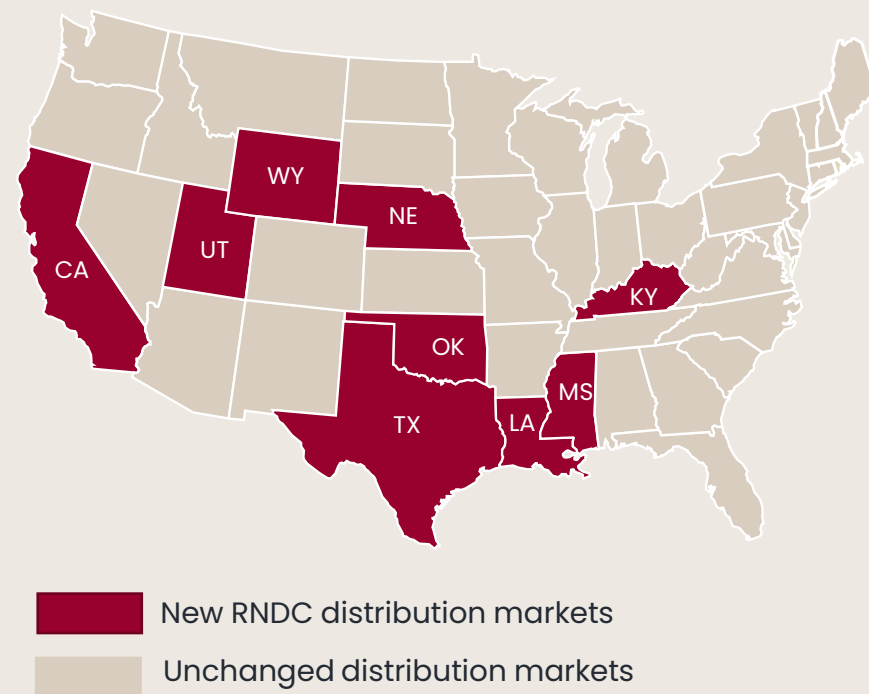 WY
NE
UT
CA
KY
OK
MS
LA
TX
New RNDC distribution markets
Unchanged distribution markets